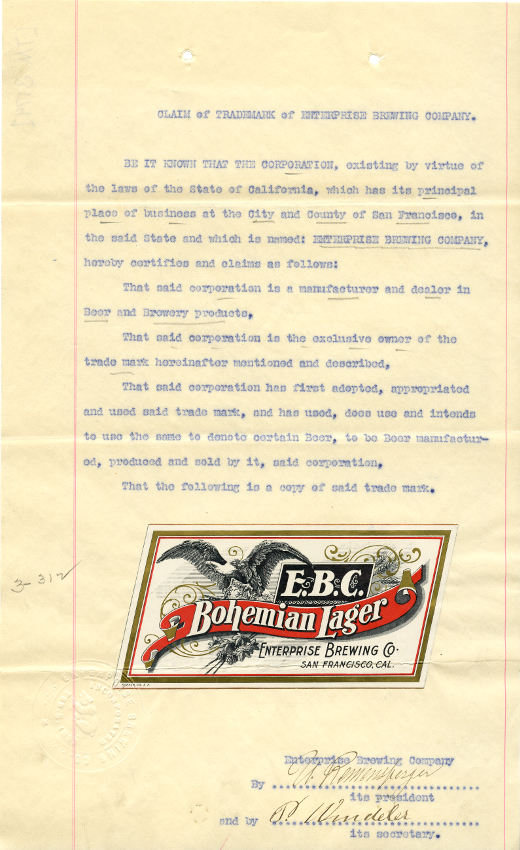 CLAIM of TRADEMARK of ENTERPRISE BREWING COMPANY.
BE IT KNOWN THAT THE CORPORATION, existing by virtue of
the laws of the State of California, which has its principal
place of business at the City and County of San Francisco, in
the said State and which is named: ENTERPRISE BREWING COMPANY,
hereby certifies and claims as follows:
That said corporation is a manufacturer and dealer in
Beer and Brewery products,
That said corporation is the exclusive owner of the
trade mark hereinafter mentioned and described,
That said corporation has first adopted, appropriated
and used said trade mark, and has used, does use and intends
to use the same to denote certain Beer, to be Beer manufactur-
ed, produced and sold by it, said corporation,
That the following is a copy of said trade mark.
3-317
E.B.C.
Bohemian Lager
ENTERPRISE BREWING CO.
SAN FRANCISCO, CAL.
Enterprise Brewing Company
By
its president
and by Windeler
its secretary.